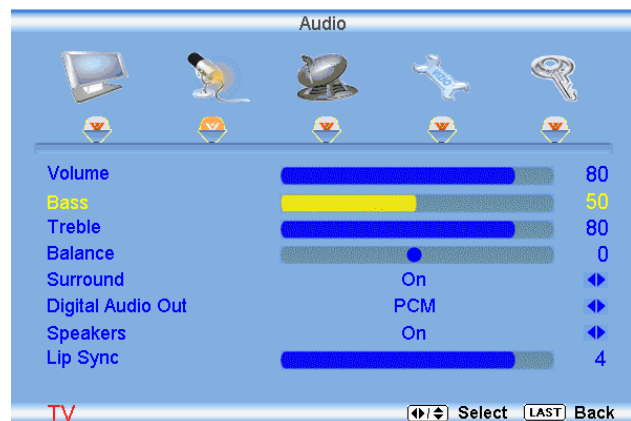 Audio
VIZIO
Volume 80
Bass 50
Treble 80
Balance 0
Surround On
Digital Audio Out PCM
Speakers On
Lip Sync 4
TV Select LAST Back